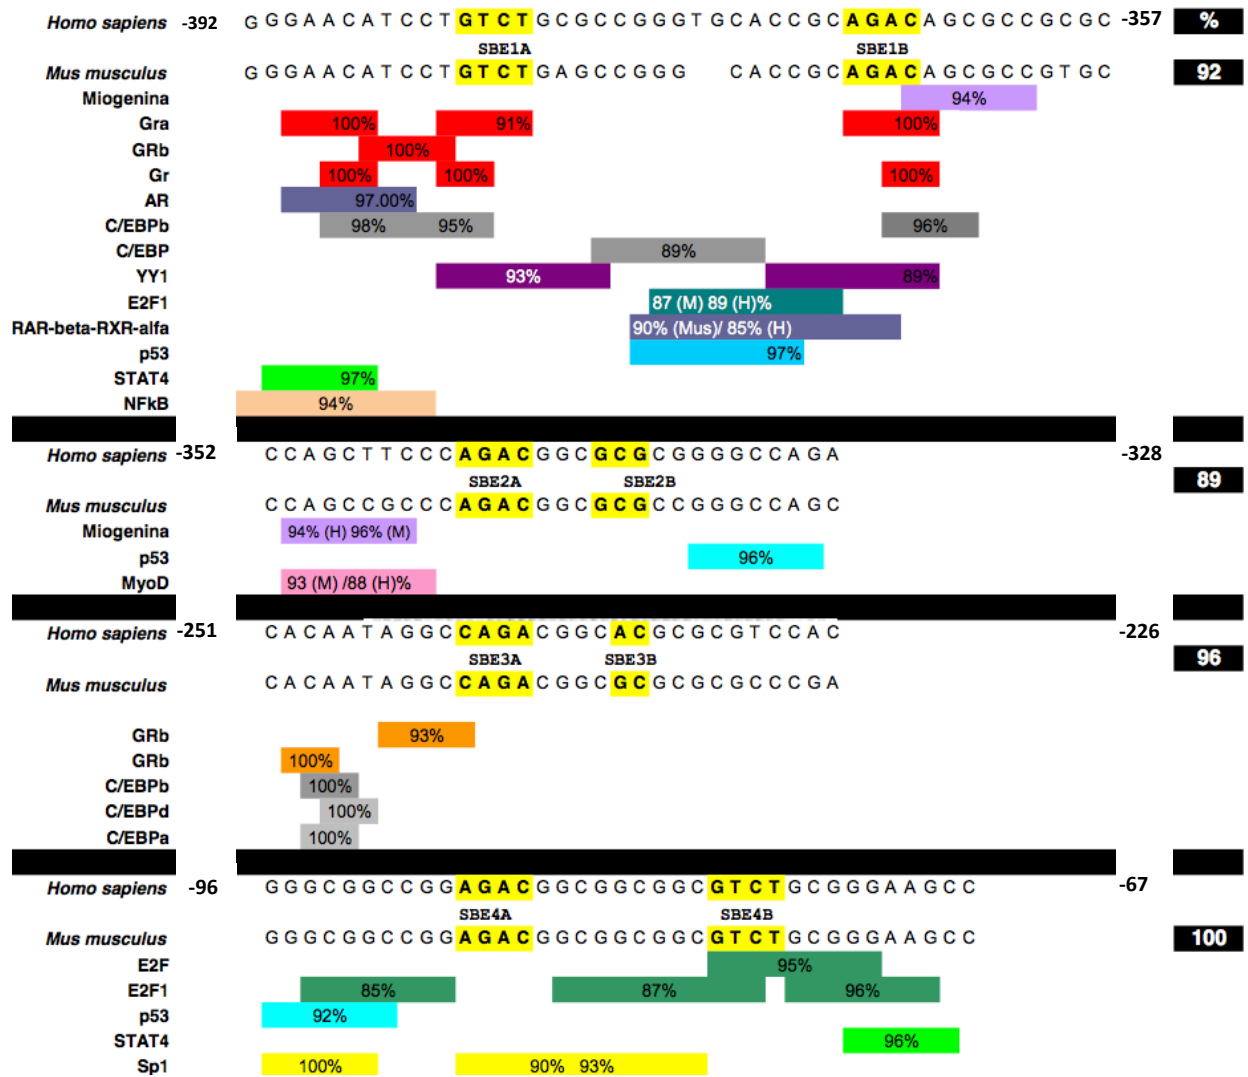 Homo sapiens -392 G G G A A C A T C C T G T C T G C G C C G G G T G C A C C G C A G A C A G C G C C G C G C -357 %
SBE1A SBE1B
Mus musculus G G G A A C A T C C T G T C T G A G C C G G G C A C C G C A G A C A G C G C C G T G C 92
Miogenina 94%
Gra 100% 91% 100%
GRb 100%
Gr 100% 100% 100%
AR 97.00%
C/EBPb 98% 95% 96%
C/EBP 89%
YY1 93% 89%
E2F1 87 (M) 89 (H)%
RAR-beta-RXR-alfa 90% (Mus)/ 85% (H)
p53 97%
STAT4 97%
NFkB 94%
Homo sapiens -352 C C A G C T T C C C A G A C G G C G C G C G G G G C C A G A -328
SBE2A SBE2B 89
Mus musculus C C A G C C G C C C A G A C G G C G C G C C G G G C C A G C
Miogenina 94% (H) 96% (M)
p53 96%
MyoD 93 (M) /88 (H)%
Homo sapiens -251 C A C A A T A G G C C A G A C G G C A C G C G C G T C C A C -226
SBE3A SBE3B 96
Mus musculus C A C A A T A G G C C A G A C G G C G C G C G C G C C C G A
GRb 93%
GRb 100%
C/EBPb 100%
C/EBPd 100%
C/EBPa 100%
Homo sapiens -96 G G G C G G C C G G A G A C G G C G G C G G C G T C T G C G G G A A G C C -67
SBE4A SBE4B
Mus musculus G G G C G G C C G G A G A C G G C G G C G G C G T C T G C G G G A A G C C 100
E2F 95%
E2F1 85% 87% 96%
p53 92%
STAT4 96%
Sp1 100% 90% 93%